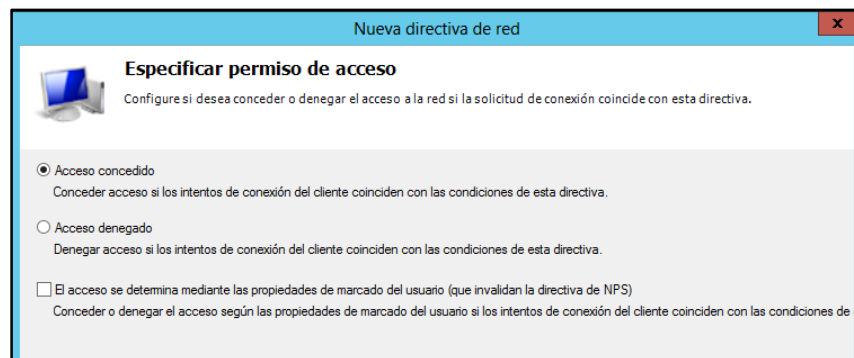 Nueva directiva de red
x
Especificar permiso de acceso
Configure si desea conceder o denegar el acceso a la red si la solicitud de conexión coincide con esta directiva.
Acceso concedido
Conceder acceso si los intentos de conexión del cliente coinciden con las condiciones de esta directiva.
Acceso denegado
Denegar acceso si los intentos de conexión del cliente coinciden con las condiciones de esta directiva.
El acceso se determina mediante las propiedades de marcado del usuario (que invalidan la directiva de NPS)
Conceder o denegar el acceso según las propiedades de marcado del usuario si los intentos de conexión del cliente coinciden con las condiciones de